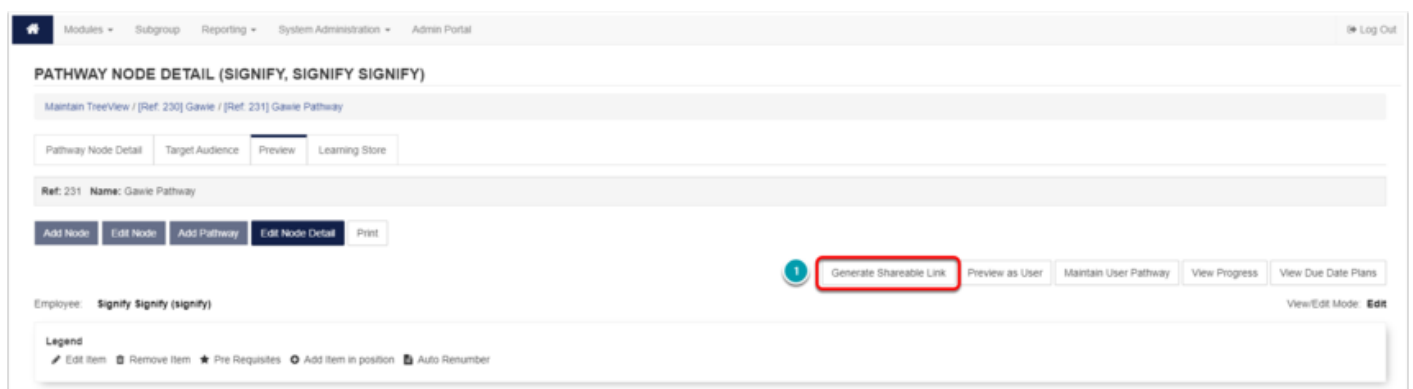 Modules Subgroup Reporting System Administration Admin Portal Log Out
PATHWAY NODE DETAIL (SIGNIFY, SIGNIFY SIGNIFY)
Maintain TreeView / [Ref: 230] Gawie / [Ref: 231] Gawie Pathway
Pathway Node Detail Target Audience Preview Learning Store
Ref: 231 Name: Gawie Pathway
Add Node Edit Node Add Pathway Edit Node Detail Print
1 Generate Shareable Link Preview as User Maintain User Pathway View Progress View Due Date Plans
Employee: Signify Signify (signify) View/Edit Mode: Edit
Legend
Edit Item Remove Item Pre Requisites Add Item in position Auto Renumber